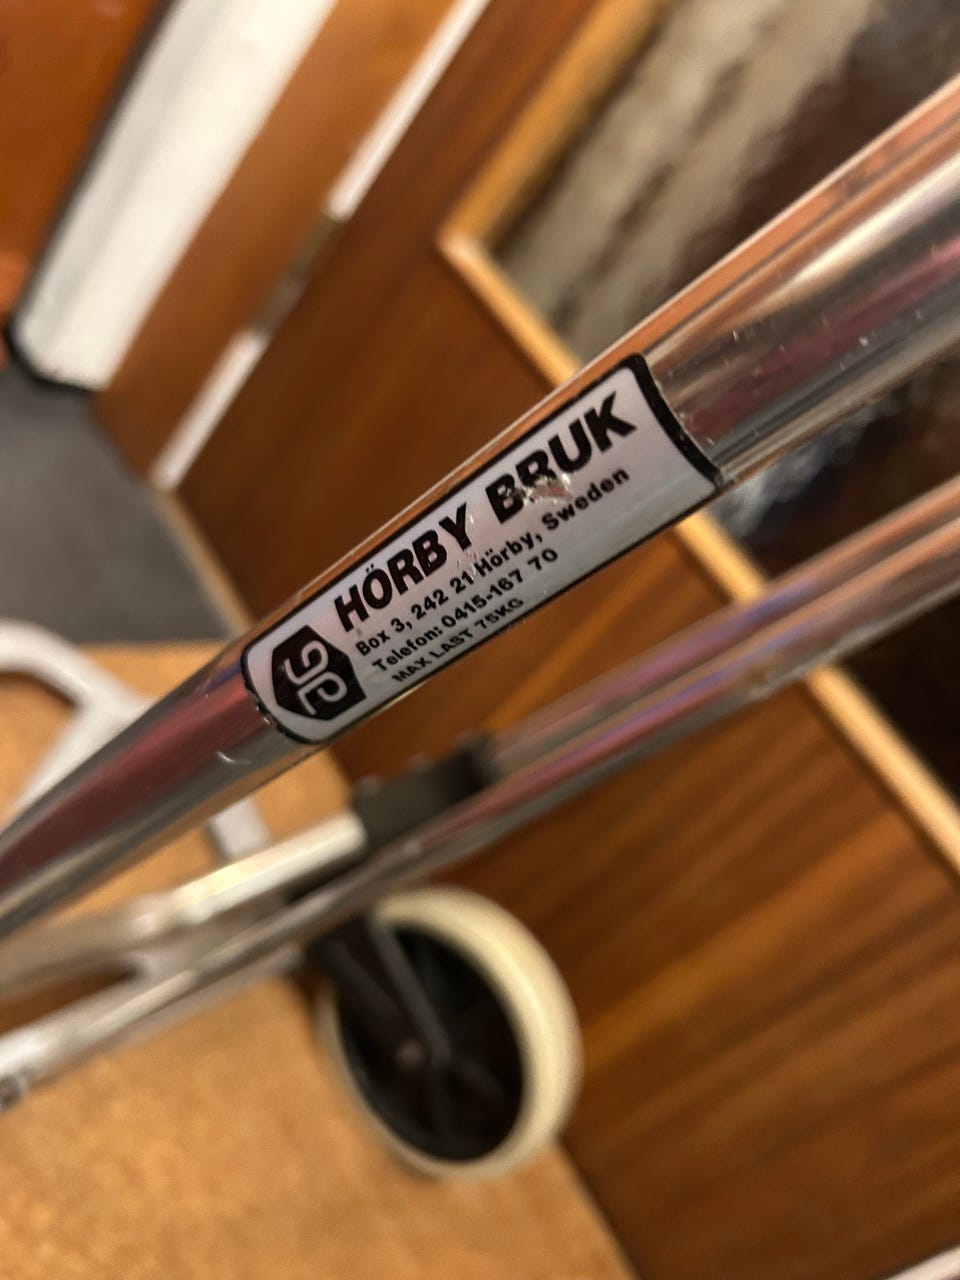 HÖRBY BRUK
Box 3, 242 21 Hörby, Sweden
Telefon: 0415-167 70
MAX LAST 75KG